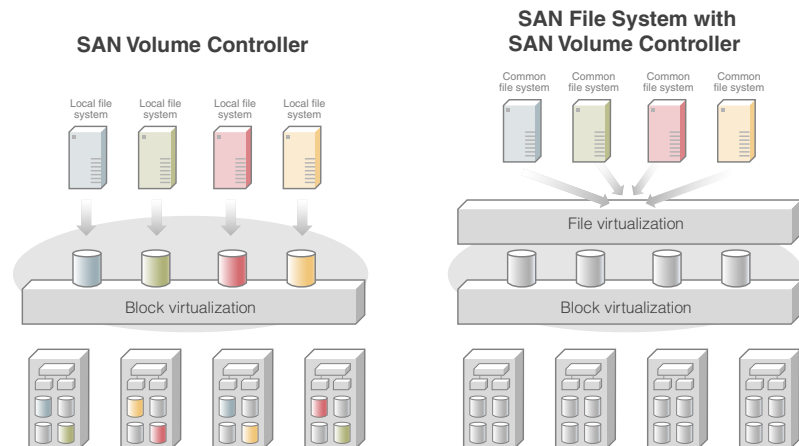 SAN Volume Controller
Local file
system
Local file
system
Local file
system
Local file
system
Block virtualization
SAN File System with
SAN Volume Controller
Common
file system
Common
file system
Common
file system
Common
file system
File virtualization
Block virtualization